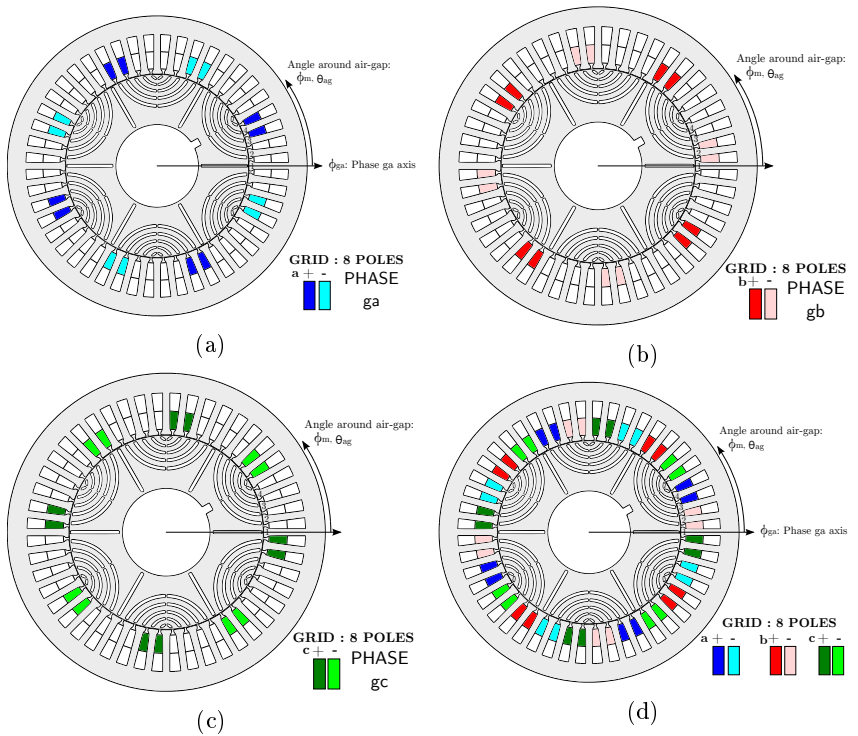 Angle around air-gap:
ϕm, θag
ϕga: Phase ga axis
GRID : 8 POLES
a + - PHASE
ga
(a)
Angle around air-gap:
ϕm, θag
GRID : 8 POLES
b + - PHASE
gb
(b)
Angle around air-gap:
ϕm, θag
GRID : 8 POLES
c + - PHASE
gc
(c)
Angle around air-gap:
ϕm, θag
ϕga: Phase ga axis
GRID : 8 POLES
a + - b + - c + -
(d)